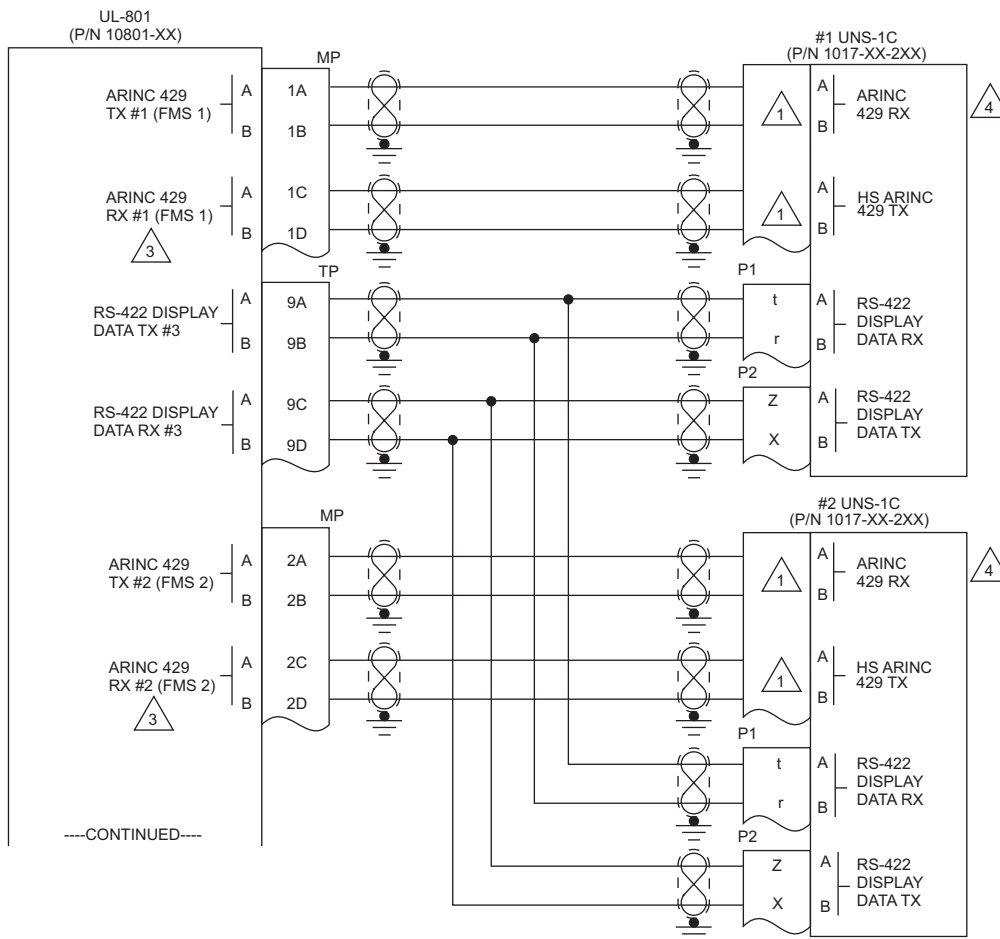 UL-801
(P/N 10801-XX)
MP
ARINC 429
TX #1 (FMS 1)
A
B
1A
1B
ARINC 429
RX #1 (FMS 1)
3
A
B
1C
1D
TP
RS-422 DISPLAY
DATA TX #3
A
B
9A
9B
RS-422 DISPLAY
DATA RX #3
A
B
9C
9D
MP
ARINC 429
TX #2 (FMS 2)
A
B
2A
2B
ARINC 429
RX #2 (FMS 2)
3
A
B
2C
2D
----CONTINUED----
#1 UNS-1C
(P/N 1017-XX-2XX)
1
A
B
ARINC
429 RX
4
1
A
B
HS ARINC
429 TX
P1
t
r
A
B
RS-422
DISPLAY
DATA RX
P2
Z
X
A
B
RS-422
DISPLAY
DATA TX
#2 UNS-1C
(P/N 1017-XX-2XX)
1
A
B
ARINC
429 RX
4
1
A
B
HS ARINC
429 TX
P1
t
r
A
B
RS-422
DISPLAY
DATA RX
P2
Z
X
A
B
RS-422
DISPLAY
DATA TX